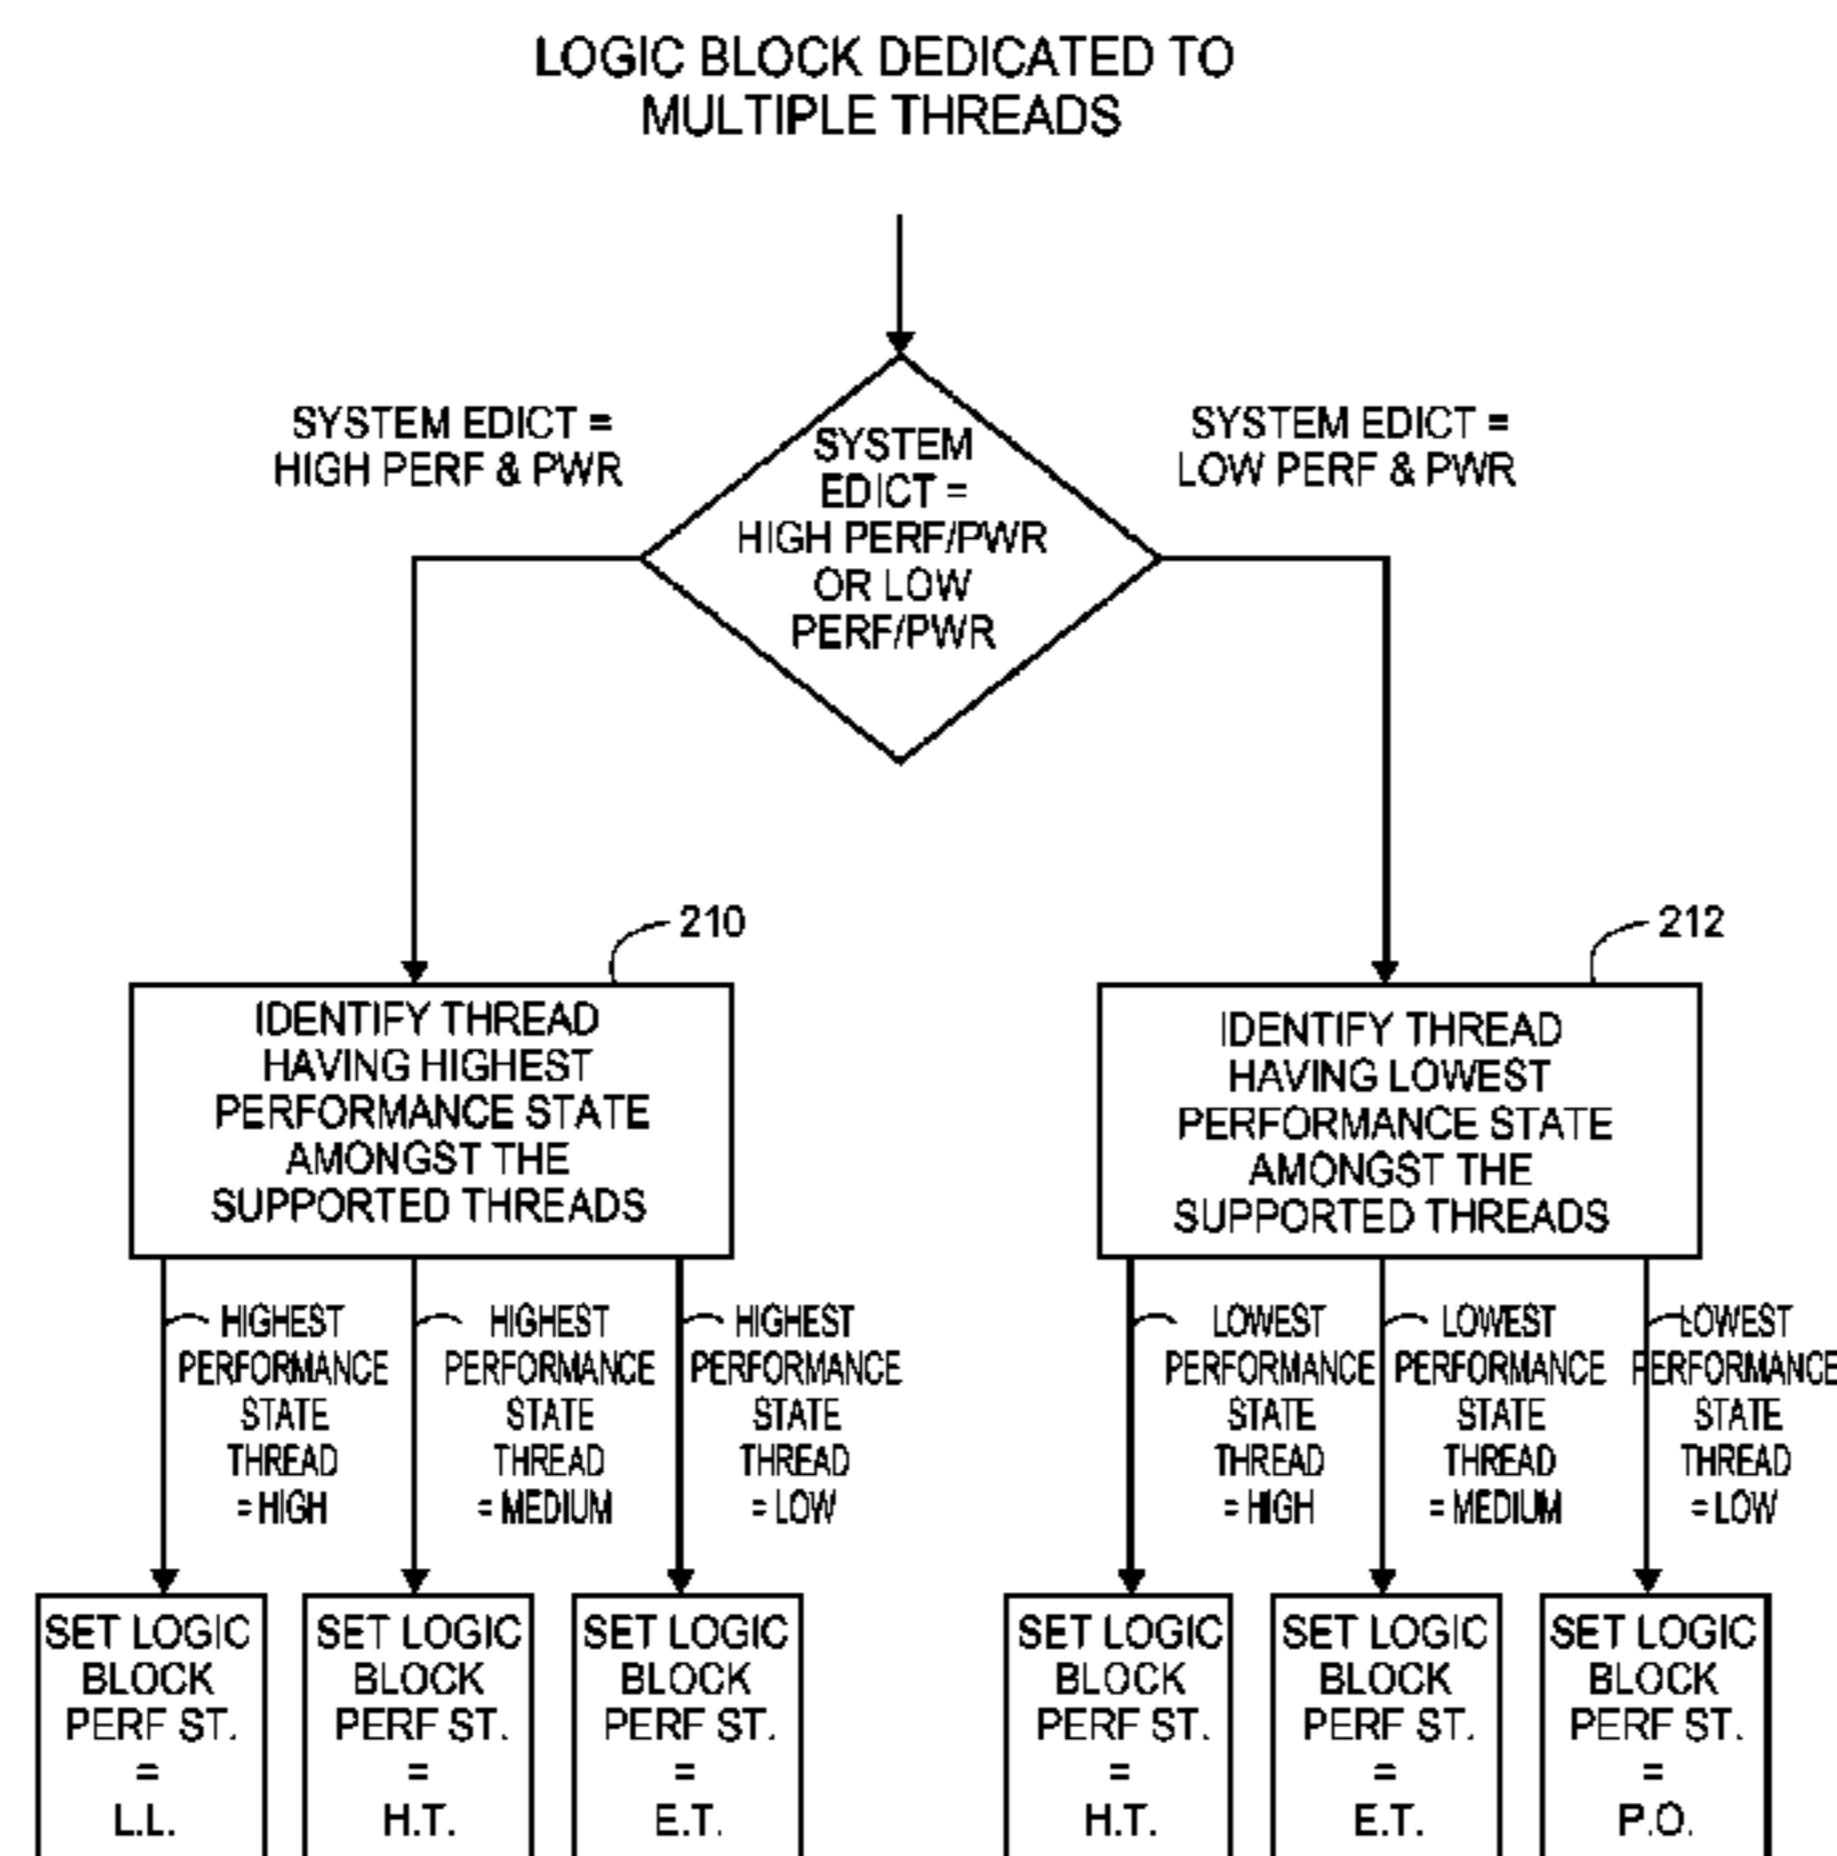 LOGIC BLOCK DEDICATED TO
MULTIPLE THREADS
SYSTEM EDICT =
HIGH PERF & PWR
SYSTEM
EDICT =
HIGH PERF/PWR
OR LOW
PERF/PWR
SYSTEM EDICT =
LOW PERF & PWR
210
212
IDENTIFY THREAD
HAVING HIGHEST
PERFORMANCE STATE
AMONGST THE
SUPPORTED THREADS
IDENTIFY THREAD
HAVING LOWEST
PERFORMANCE STATE
AMONGST THE
SUPPORTED THREADS
HIGHEST
PERFORMANCE
STATE
THREAD
= HIGH
HIGHEST
PERFORMANCE
STATE
THREAD
= MEDIUM
HIGHEST
PERFORMANCE
STATE
THREAD
= LOW
LOWEST
PERFORMANCE
STATE
THREAD
= HIGH
LOWEST
PERFORMANCE
STATE
THREAD
= MEDIUM
LOWEST
PERFORMANCE
STATE
THREAD
= LOW
SET LOGIC
BLOCK
PERF ST.
=
L.L.
SET LOGIC
BLOCK
PERF ST.
=
H.T.
SET LOGIC
BLOCK
PERF ST.
=
E.T.
SET LOGIC
BLOCK
PERF ST.
=
H.T.
SET LOGIC
BLOCK
PERF ST.
=
E.T.
SET LOGIC
BLOCK
PERF ST.
=
P.O.